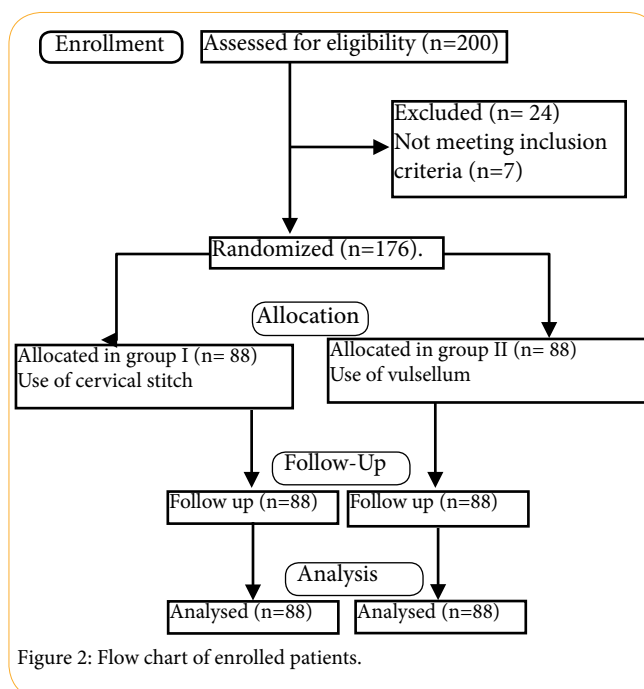 Enrollment
Assessed for eligibility (n=200)
Excluded (n= 24)
Not meeting inclusion
criteria (n=7)
Randomized (n=176).
Allocation
Allocated in group I (n= 88)
Use of cervical stitch
Allocated in group II (n= 88)
Use of vulsellum
Follow-Up
Follow up (n=88)
Follow up (n=88)
Analysis
Analysed (n=88)
Analysed (n=88)
Figure 2: Flow chart of enrolled patients.